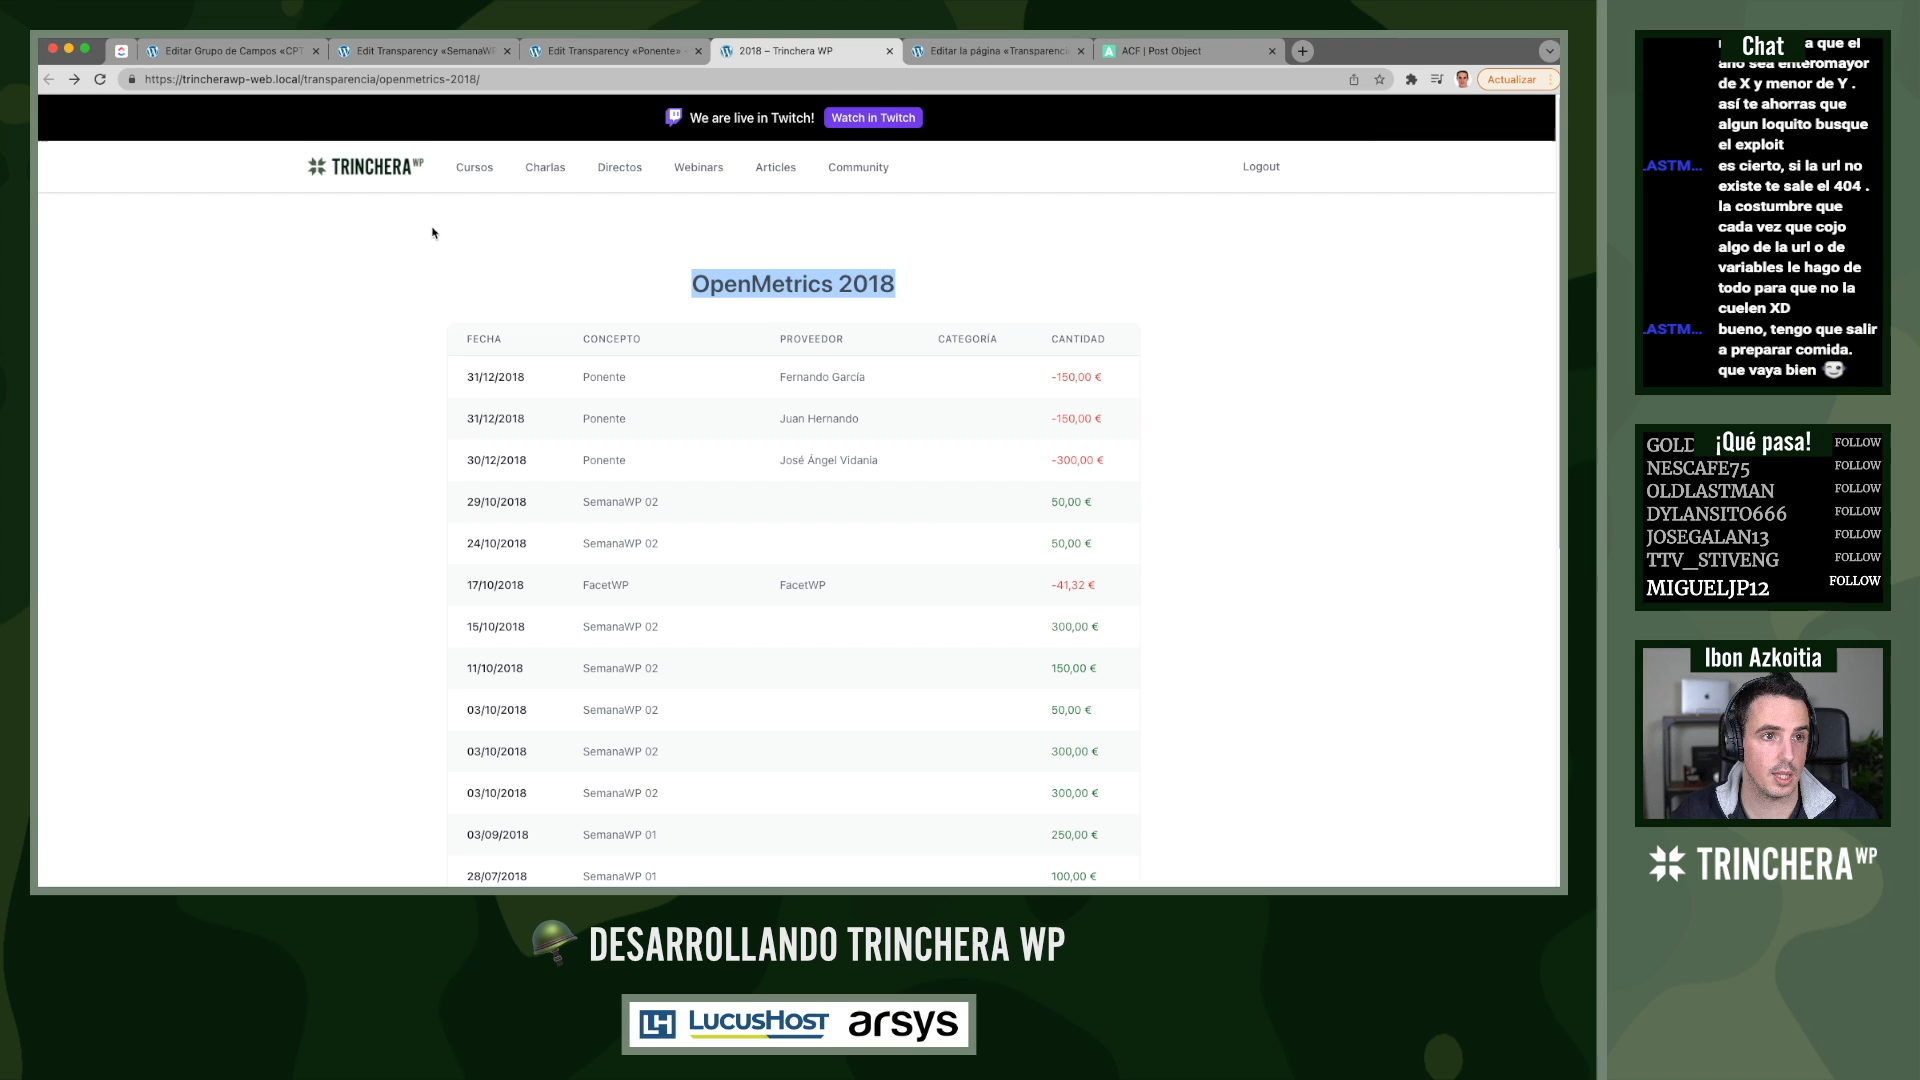 Editar Grupo de Campos «CPT
Edit Transparency «SemanaWP
Edit Transparency «Ponente»
2018 – Trinchera WP
Editar la página «Transparenci
ACF | Post Object
https://trincherawp-web.local/transparencia/openmetrics-2018/
Actualizar
We are live in Twitch! Watch in Twitch
TRINCHERA WP
Cursos Charlas Directos Webinars Articles Community Logout
OpenMetrics 2018
FECHA CONCEPTO PROVEEDOR CATEGORÍA CANTIDAD
31/12/2018 Ponente Fernando García -150,00 €
31/12/2018 Ponente Juan Hernando -150,00 €
30/12/2018 Ponente José Ángel Vidania -300,00 €
29/10/2018 SemanaWP 02 50,00 €
24/10/2018 SemanaWP 02 50,00 €
17/10/2018 FacetWP FacetWP -41,32 €
15/10/2018 SemanaWP 02 300,00 €
11/10/2018 SemanaWP 02 150,00 €
03/10/2018 SemanaWP 02 50,00 €
03/10/2018 SemanaWP 02 300,00 €
03/10/2018 SemanaWP 02 300,00 €
03/09/2018 SemanaWP 01 250,00 €
28/07/2018 SemanaWP 01 100,00 €
DESARROLLANDO TRINCHERA WP
LH LUCUSHOST arsys
Chat
a que el
año sea enteromayor
de X y menor de Y .
así te ahorras que
algun loquito busque
el exploit
LASTM... es cierto, si la url no
existe te sale el 404 .
la costumbre que
cada vez que cojo
algo de la url o de
variables le hago de
todo para que no la
cuelen XD
LASTM... bueno, tengo que salir
a preparar comida.
que vaya bien
¡Qué pasa!
GOLD FOLLOW
NESCAFE75 FOLLOW
OLDLASTMAN FOLLOW
DYLANSITO666 FOLLOW
JOSEGALAN13 FOLLOW
TTV_STIVENG FOLLOW
MIGUELJP12 FOLLOW
Ibon Azkoitia
TRINCHERA WP